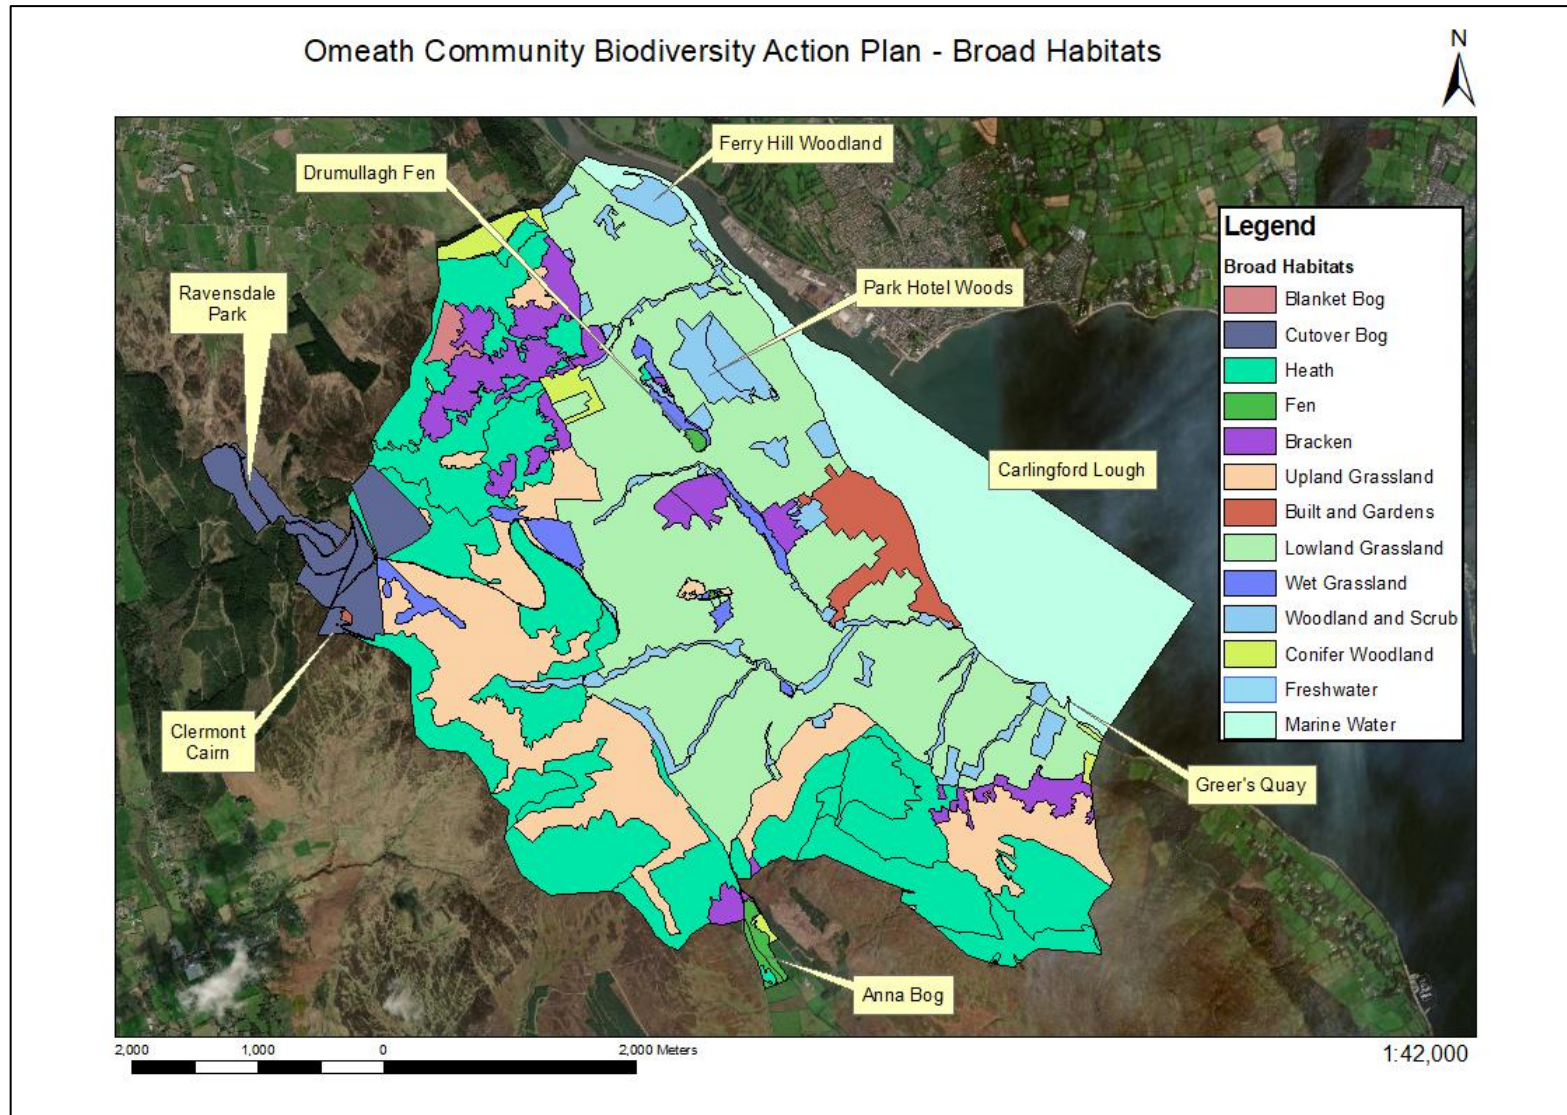 Omeath Community Biodiversity Action Plan - Broad Habitats
N
Ferry Hill Woodland
Drumullagh Fen
Ravensdale
Park
Park Hotel Woods
Carlingford Lough
Clermont
Cairn
Greer's Quay
Anna Bog
Legend
Broad Habitats
Blanket Bog
Cutover Bog
Heath
Fen
Bracken
Upland Grassland
Built and Gardens
Lowland Grassland
Wet Grassland
Woodland and Scrub
Conifer Woodland
Freshwater
Marine Water
2,000 1,000 0 2,000 Meters
1:42,000